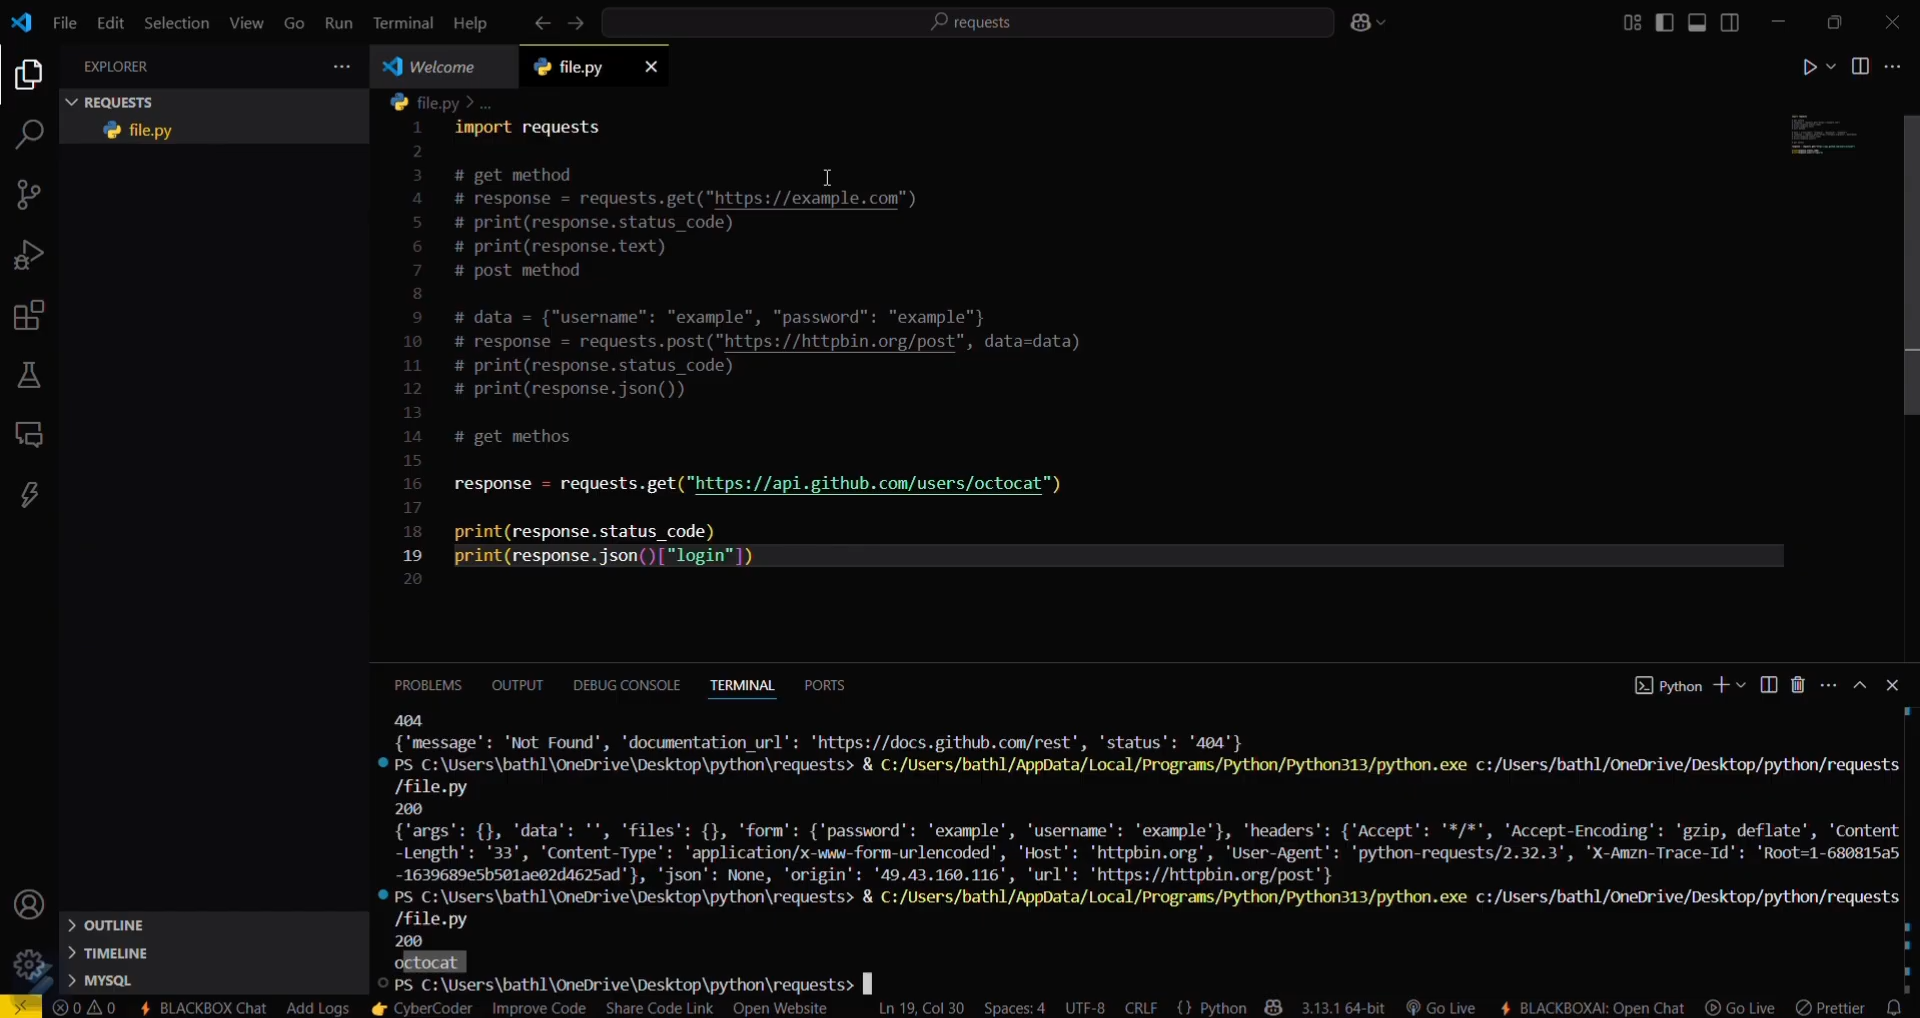 File Edit Selection View Go Run Terminal Help requests
EXPLORER
REQUESTS
file.py
OUTLINE
TIMELINE
MYSQL
Welcome file.py
file.py > ...
1 import requests
2
3 # get method
4 # response = requests.get("https://example.com")
5 # print(response.status_code)
6 # print(response.text)
7 # post method
8
9 # data = {"username": "example", "password": "example"}
10 # response = requests.post("https://httpbin.org/post", data=data)
11 # print(response.status_code)
12 # print(response.json())
13
14 # get methos
15
16 response = requests.get("https://api.github.com/users/octocat")
17
18 print(response.status_code)
19 print(response.json()["login"])
20
PROBLEMS OUTPUT DEBUG CONSOLE TERMINAL PORTS Python
404
{'message': 'Not Found', 'documentation_url': 'https://docs.github.com/rest', 'status': '404'}
PS C:\Users\bathl\OneDrive\Desktop\python\requests> & C:/Users/bathl/AppData/Local/Programs/Python/Python313/python.exe c:/Users/bathl/OneDrive/Desktop/python/requests
/file.py
200
{'args': {}, 'data': '', 'files': {}, 'form': {'password': 'example', 'username': 'example'}, 'headers': {'Accept': '*/*', 'Accept-Encoding': 'gzip, deflate', 'Content
-Length': '33', 'Content-Type': 'application/x-www-form-urlencoded', 'Host': 'httpbin.org', 'User-Agent': 'python-requests/2.32.3', 'X-Amzn-Trace-Id': 'Root=1-680815a5
-1639689e5b501ae02d4625ad'}, 'json': None, 'origin': '49.43.160.116', 'url': 'https://httpbin.org/post'}
PS C:\Users\bathl\OneDrive\Desktop\python\requests> & C:/Users/bathl/AppData/Local/Programs/Python/Python313/python.exe c:/Users/bathl/OneDrive/Desktop/python/requests
/file.py
200
octocat
PS C:\Users\bathl\OneDrive\Desktop\python\requests>
0 0 BLACKBOX Chat Add Logs CyberCoder Improve Code Share Code Link Open Website Ln 19, Col 30 Spaces: 4 UTF-8 CRLF {} Python 3.13.1 64-bit Go Live BLACKBOXAI: Open Chat Go Live Prettier